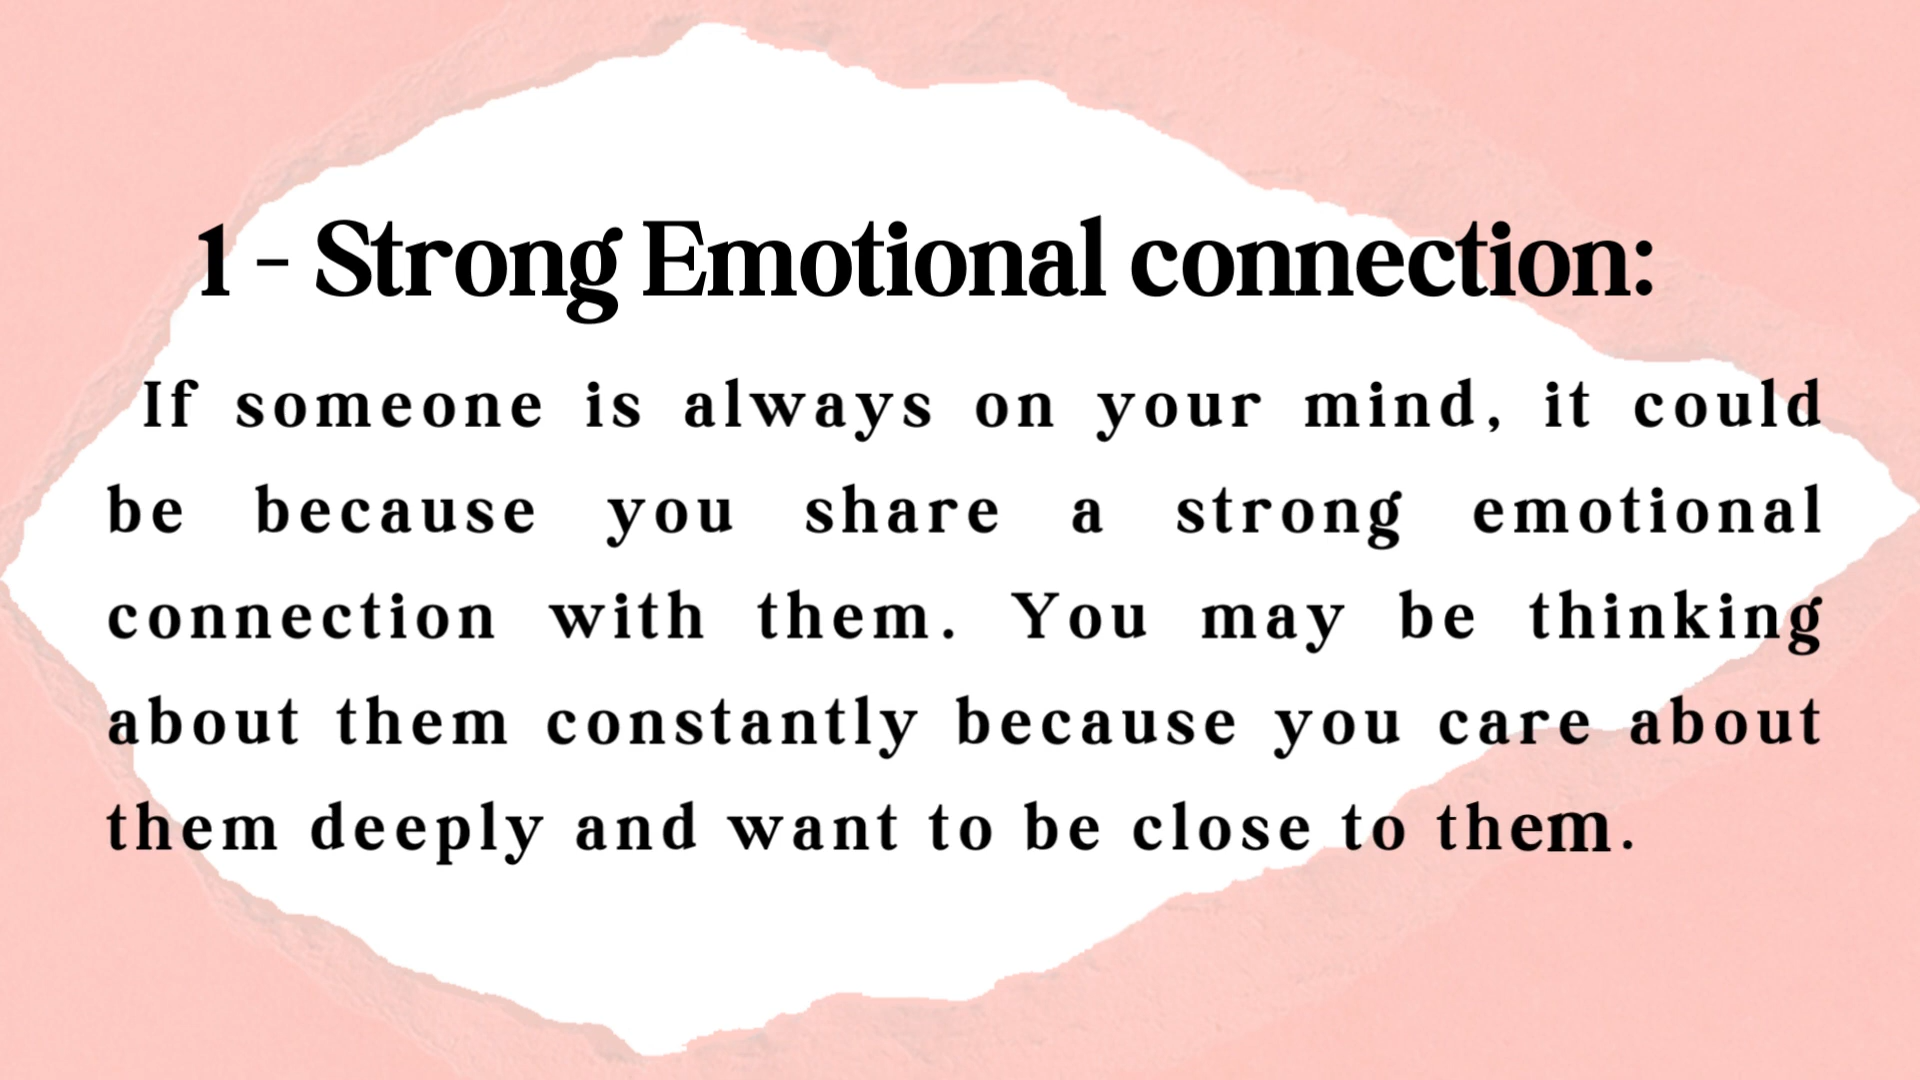 1 - Strong Emotional connection:
If someone is always on your mind, it could
be because you share a strong emotional
connection with them. You may be thinking
about them constantly because you care about
them deeply and want to be close to them.